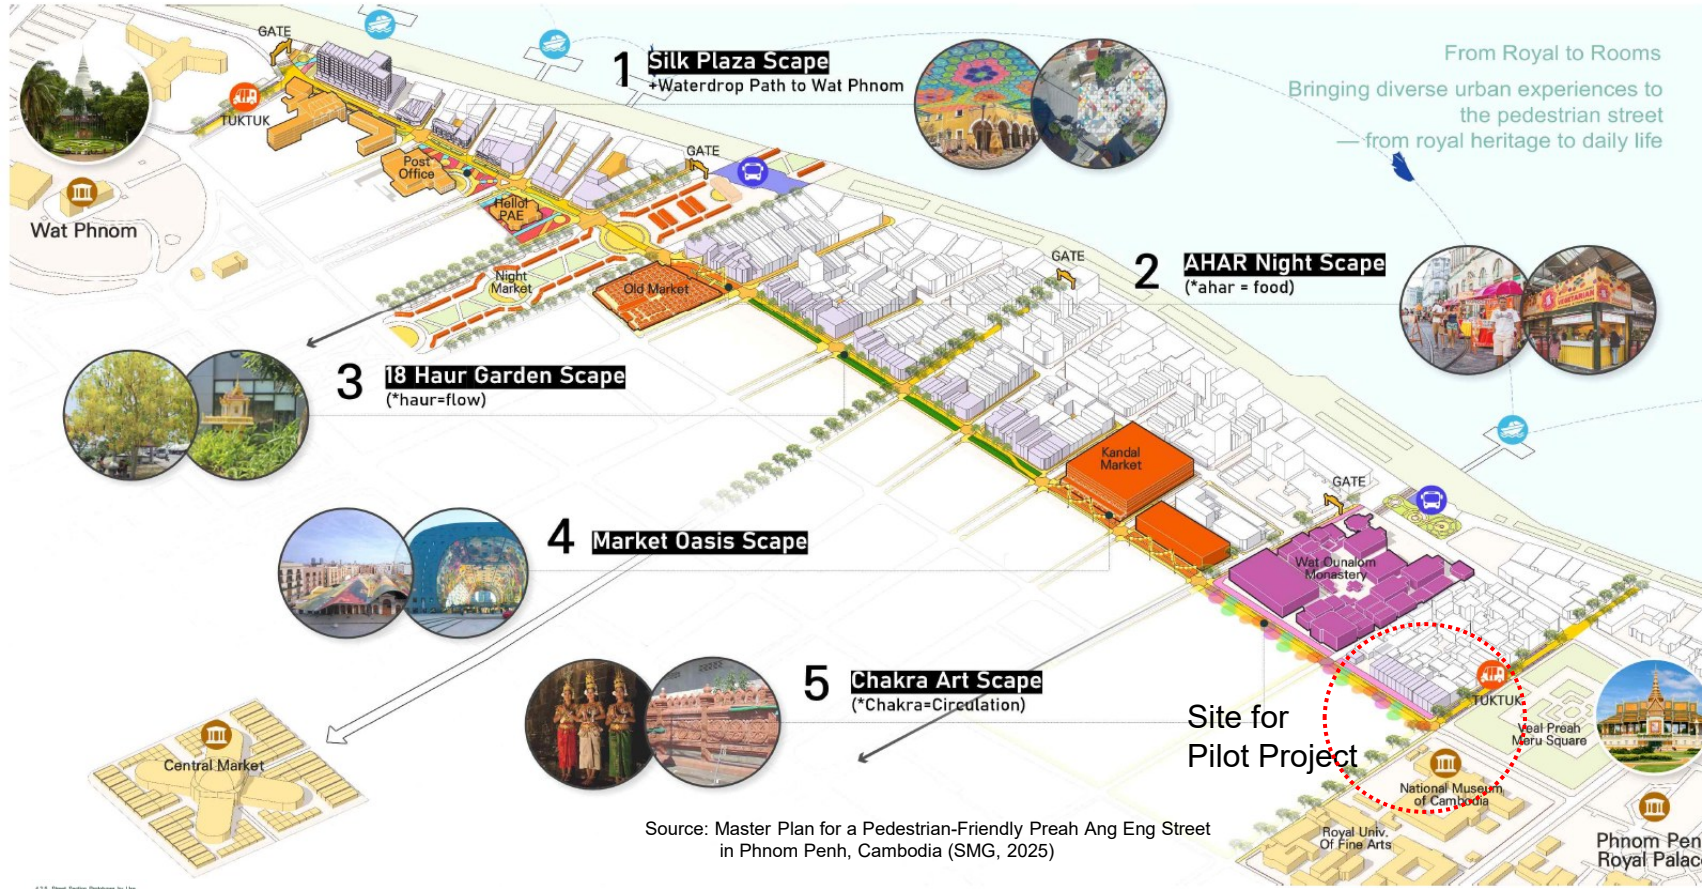 GATE
1 Silk Plaza Scape
+Waterdrop Path to Wat Phnom
From Royal to Rooms
Bringing diverse urban experiences to
the pedestrian street
— from royal heritage to daily life
TUKTUK
Post
Office
GATE
Hello!
PAE
Wat Phnom
Night
Market
Old Market
GATE
2 AHAR Night Scape
(*ahar = food)
VEGETARIAN
3 18 Haur Garden Scape
(*haur=flow)
Kandal
Market
GATE
4 Market Oasis Scape
Wat Ounalom
Monastery
5 Chakra Art Scape
(*Chakra=Circulation)
TUKTUK
Site for
Pilot Project
Veal Preah
Meru Square
Central Market
National Museum
of Cambodia
Source: Master Plan for a Pedestrian-Friendly Preah Ang Eng Street
in Phnom Penh, Cambodia (SMG, 2025)
Royal Univ.
Of Fine Arts
Phnom Pen
Royal Palac